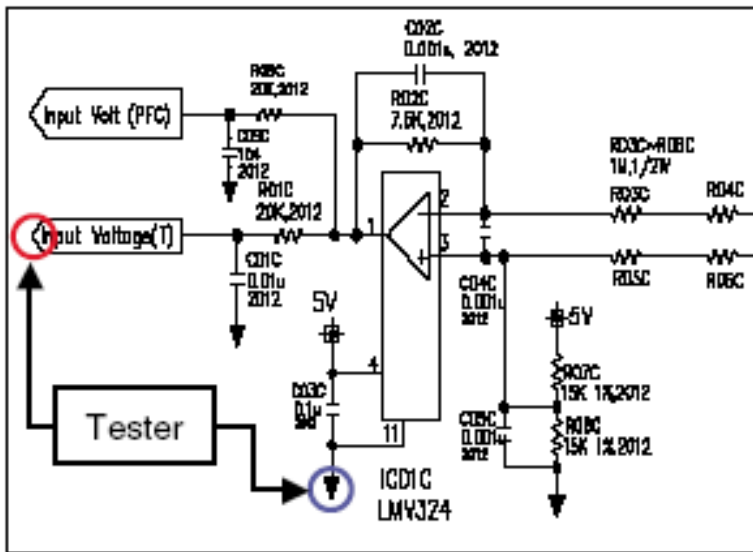 C02C
0.001u, 2012
R09C
20K,2012
R02C
7.5K,2012
Input Volt (PFC)
C09C
104
2012
R03C~R06C
1M,1/2W
R03C
R04C
R01C
20K,2012
2
1
3
Input Voltage(T)
R05C
R06C
C01C
0.01u
2012
C04C
0.001u
2012
5V
5V
4
R07C
15K 1%,2012
C03C
0.1u
Tester
C05C
0.001u
2012
R08C
15K 1%,2012
11
IC01C
LMV324